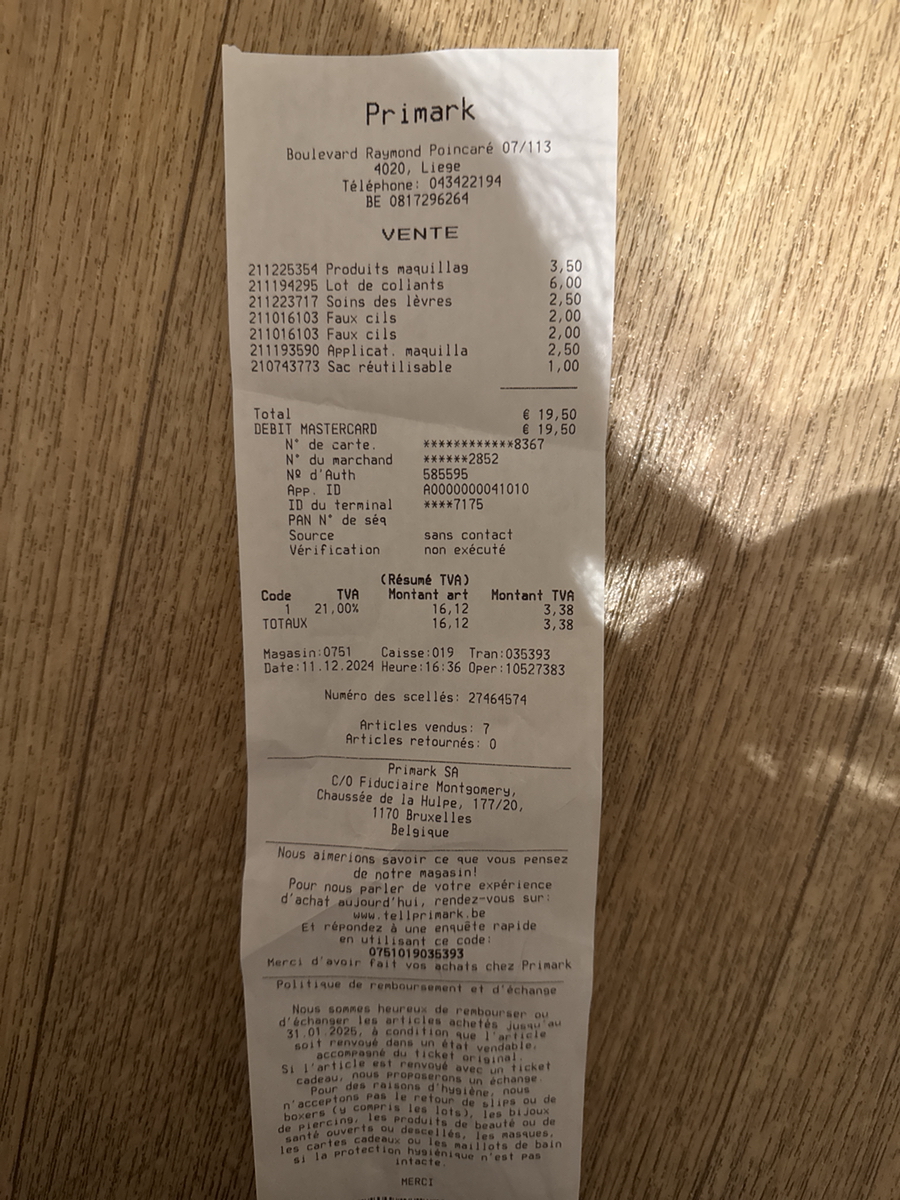 Primark
Boulevard Raymond Poincaré 07/113
4020, Liege
Téléphone: 043422194
BE 0817296264
VENTE
211225354 Produits maquillag 3,50
211194295 Lot de collants 6,00
211223717 Soins des lèvres 2,50
211016103 Faux cils 2,00
211016103 Faux cils 2,00
211193590 Applicat. maquilla 2,50
210743773 Sac réutilisable 1,00
Total € 19,50
DEBIT MASTERCARD € 19,50
N° de carte. ************8367
N° du marchand ******2852
Nº d'Auth 585595
App. ID A0000000041010
ID du terminal ****7175
PAN N° de séq
Source sans contact
Vérification non exécuté
(Résumé TVA)
Code TVA Montant art Montant TVA
1 21,00% 16,12 3,38
TOTAUX 16,12 3,38
Magasin:0751 Caisse:019 Tran:035393
Date:11.12.2024 Heure:16:36 Oper:10527383
Numéro des scellés: 27464574
Articles vendus: 7
Articles retournés: 0
Primark SA
C/O Fiduciaire Montgomery,
Chaussée de la Hulpe, 177/20,
1170 Bruxelles
Belgique
Nous aimerions savoir ce que vous pensez
de notre magasin!
Pour nous parler de votre expérience
d'achat aujourd'hui, rendez-vous sur:
www.tellprimark.be
Et répondez à une enquête rapide
en utilisant ce code:
0751019035393
Merci d'avoir fait vos achats chez Primark
Politique de remboursement et d'échange
Nous sommes heureux de rembourser ou
d'échanger les articles achetés jusqu'au
31.01.2025, à condition que l'article
soit renvoyé dans un état vendable,
accompagné du ticket original.
Si l'article est renvoyé avec un ticket
cadeau, nous proposerons un échange.
Pour des raisons d'hygiène, nous
n'acceptons pas le retour de slips ou de
boxers (y compris les lots), les bijoux
de piercing, les produits de beauté ou de
santé ouverts ou descellés, les masques,
les cartes cadeaux ou les maillots de bain
si la protection hygiénique n'est pas
intacte.
MERCI